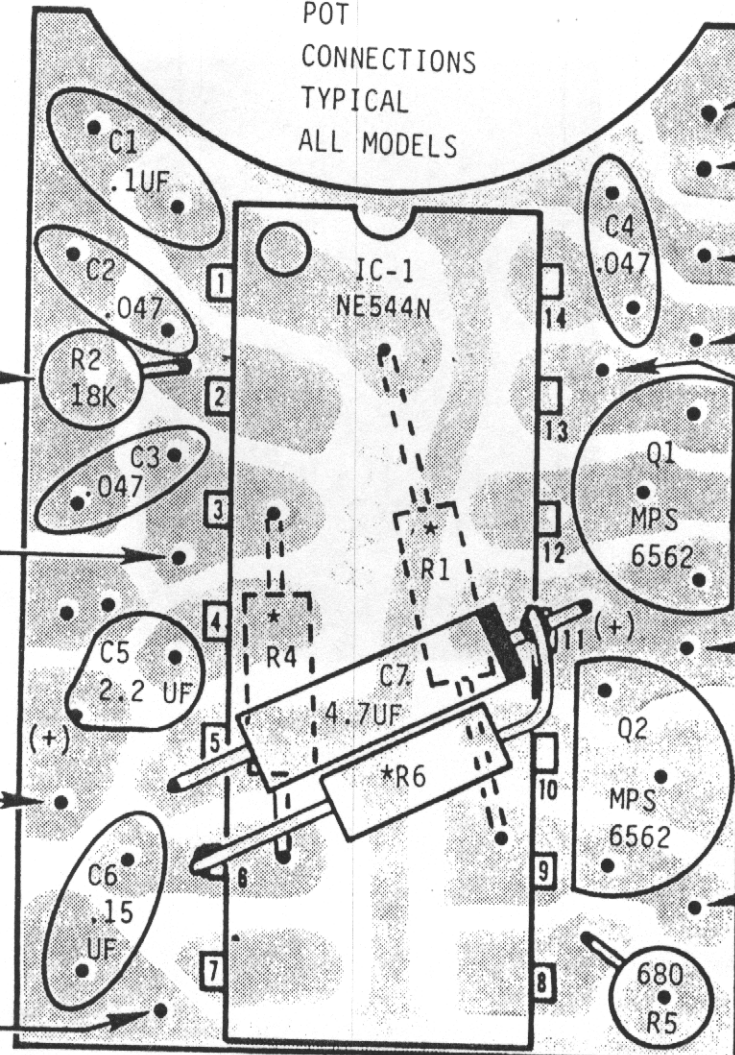 POT
CONNECTIONS
TYPICAL
ALL MODELS
C1
.1UF
C2
.047
R2
18K
C3
.047
C5
2.2 UF
(+)
C6
.15
UF
IC-1
NE544N
1
2
3
4
5
6
7
14
13
12
11
10
9
8
*
R1
*
R4
C7
4.7UF
(+)
*R6
C4
.047
Q1
MPS
6562
Q2
MPS
6562
680
R5